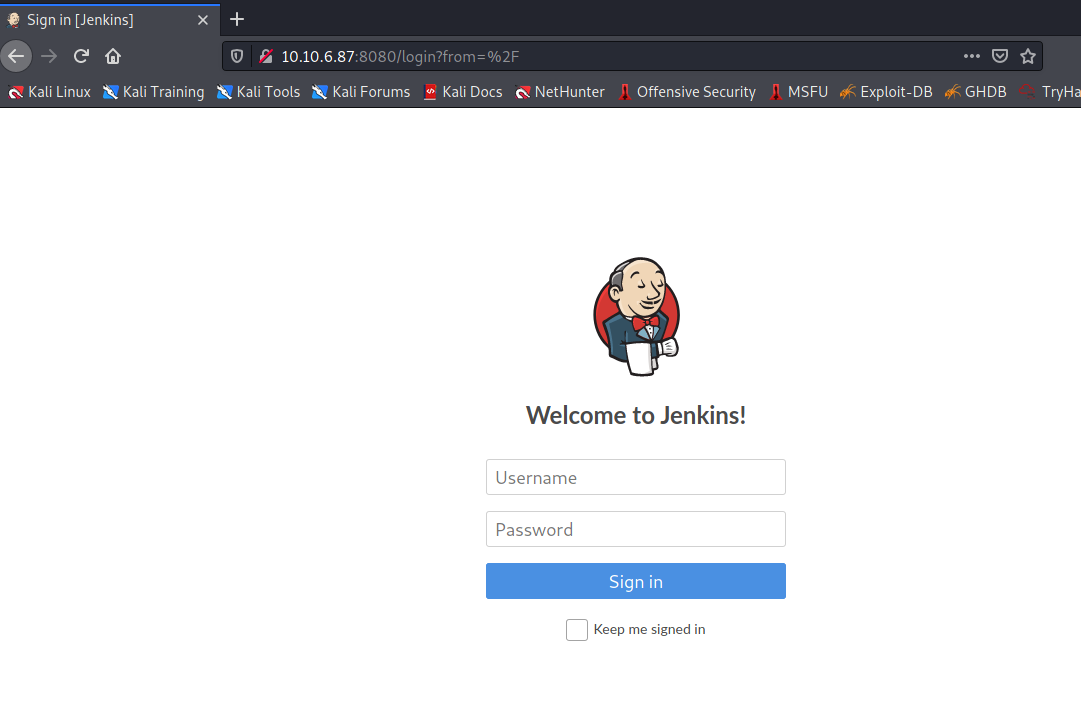 Sign in [Jenkins]
10.10.6.87:8080/login?from=%2F
Kali Linux Kali Training Kali Tools Kali Forums Kali Docs NetHunter Offensive Security MSFU Exploit-DB GHDB TryHa
Welcome to Jenkins!
Username
Password
Sign in
Keep me signed in